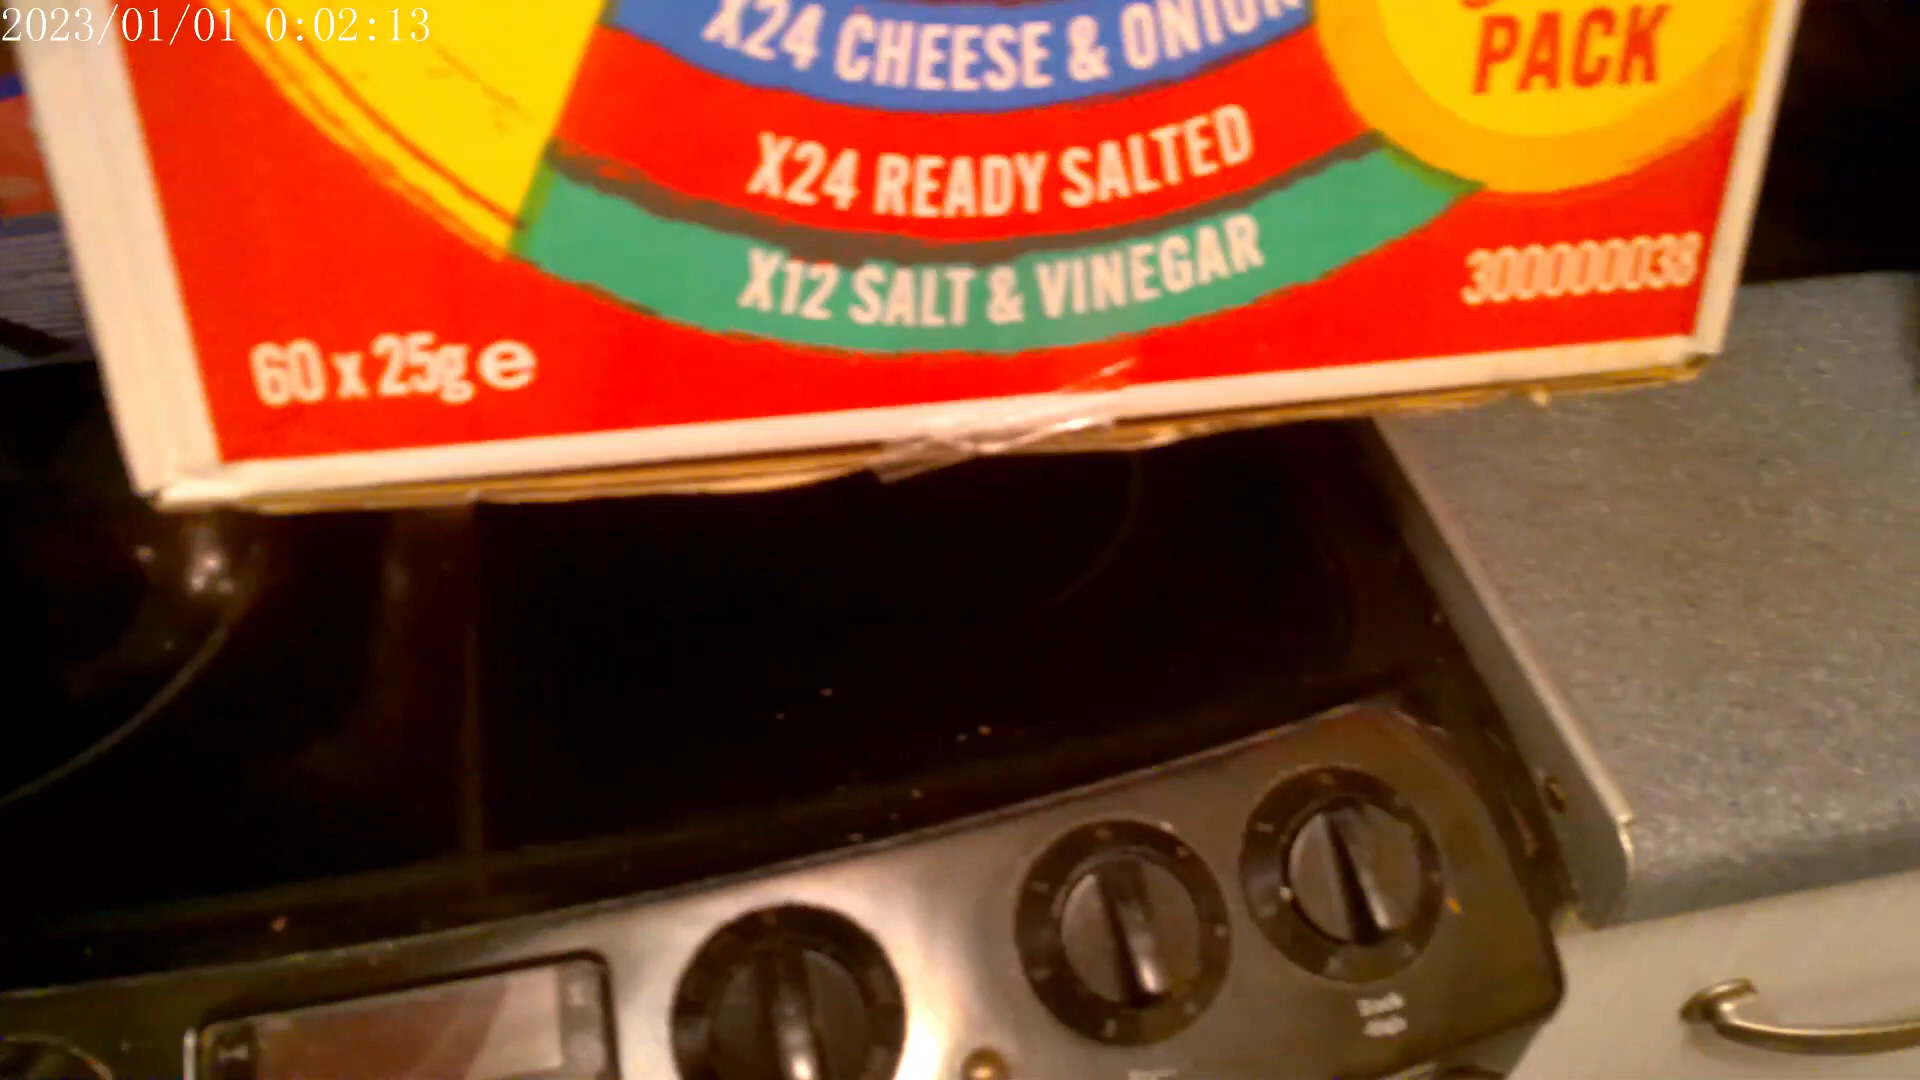 2023/01/01 0:02:13
X24 CHEESE & ONION
PACK
X24 READY SALTED
X12 SALT & VINEGAR
300000038
60 x 25g e